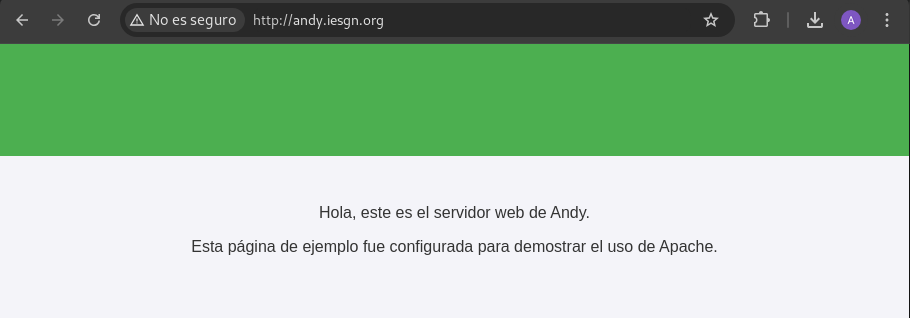 No es seguro
http://andy.iesgn.org
A
Hola, este es el servidor web de Andy.
Esta página de ejemplo fue configurada para demostrar el uso de Apache.